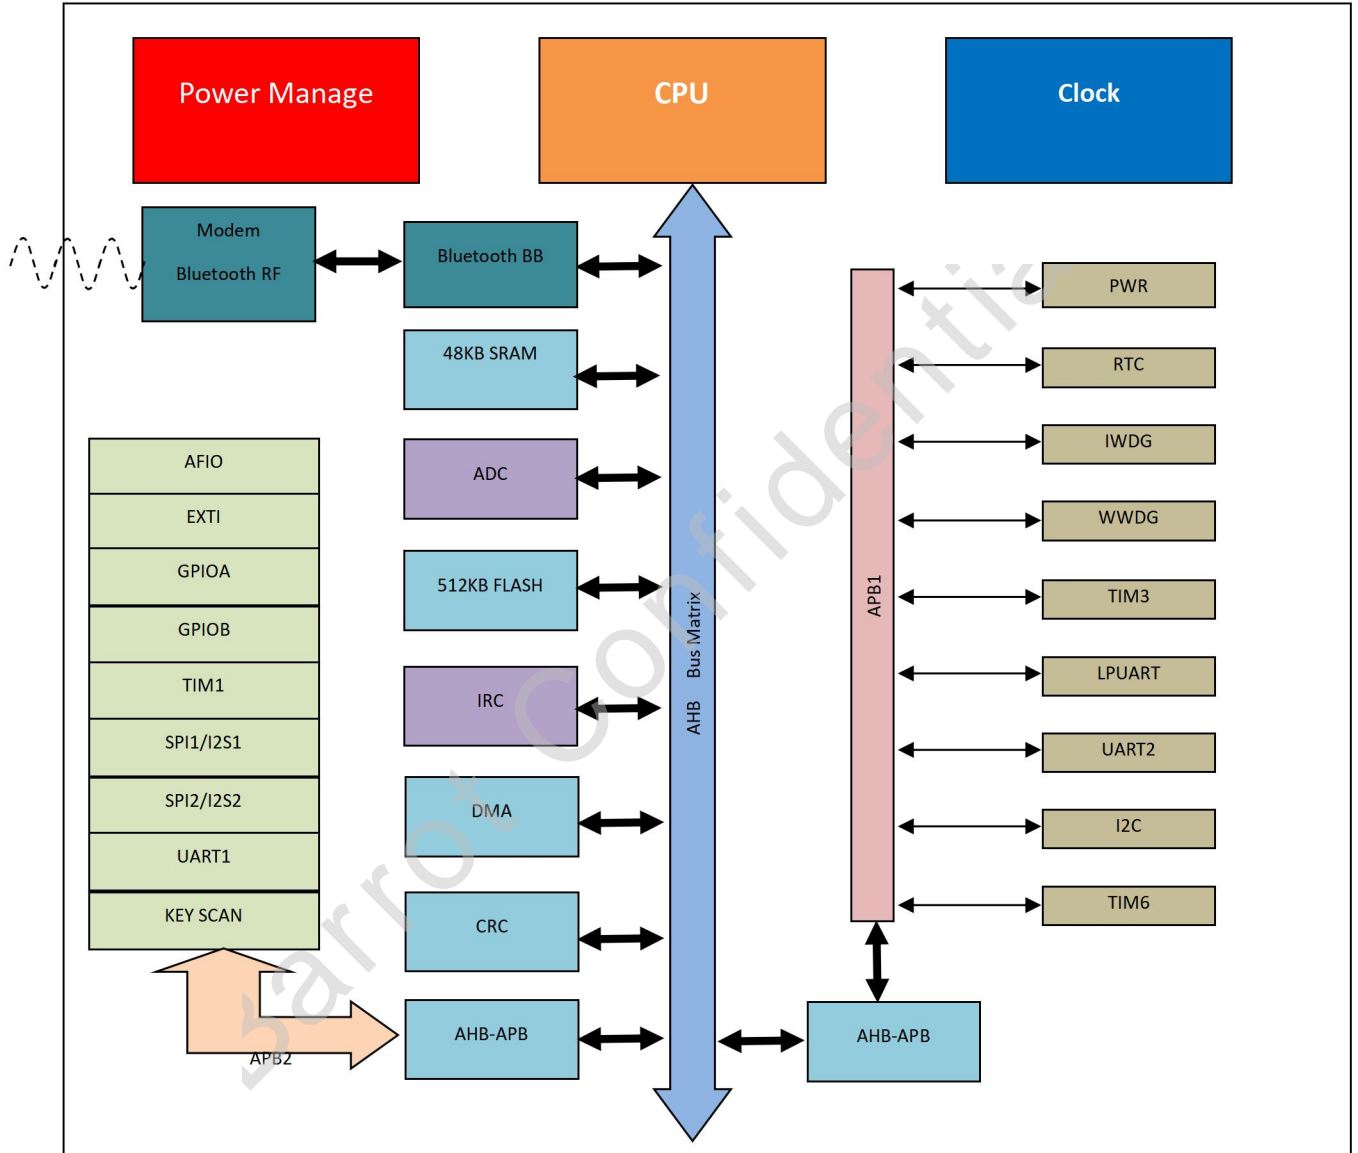 Power Manage
CPU
Clock
Modem
Bluetooth RF
Bluetooth BB
48KB SRAM
ADC
512KB FLASH
IRC
DMA
CRC
AHB-APB
AFIO
EXTI
GPIOA
GPIOB
TIM1
SPI1/I2S1
SPI2/I2S2
UART1
KEY SCAN
APB2
AHB Bus Matrix
APB1
PWR
RTC
IWDG
WWDG
TIM3
LPUART
UART2
I2C
TIM6
AHB-APB
Barrot Confidential